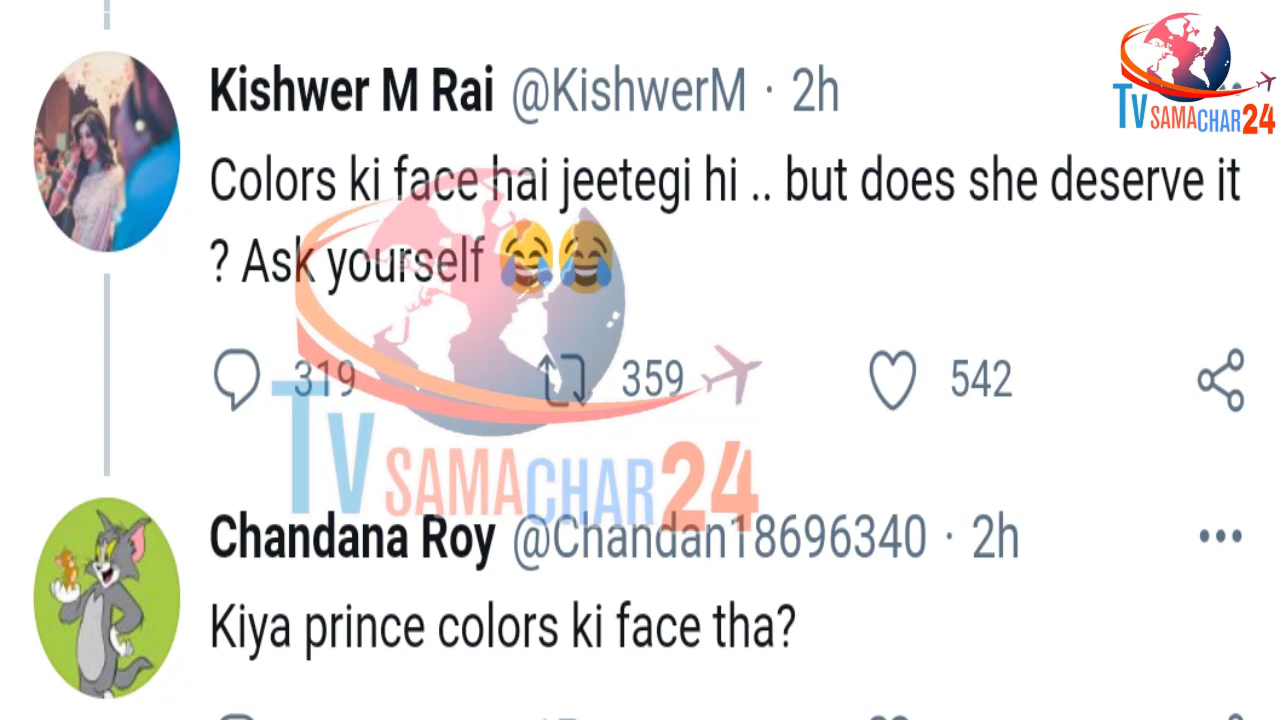 Kishwer M Rai @KishwerM · 2h
TV SAMACHAR24
Colors ki face hai jeetegi hi .. but does she deserve it
? Ask yourself 😂😂
319 359 542
TV SAMACHAR24
Chandana Roy @Chandan18696340 · 2h
Kiya prince colors ki face tha?